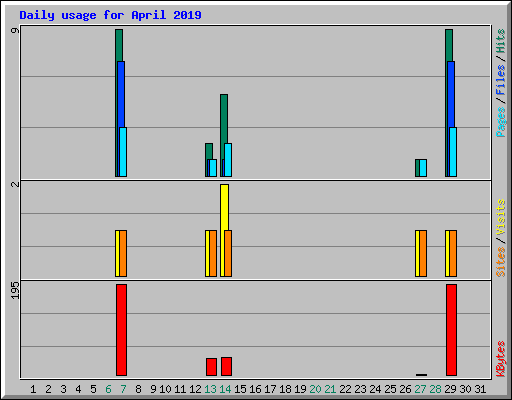 Daily usage for April 2019
9
Pages / Files / Hits
2
Sites / Visits
195
KBytes
1 2 3 4 5 6 7 8 9 10 11 12 13 14 15 16 17 18 19 20 21 22 23 24 25 26 27 28 29 30 31